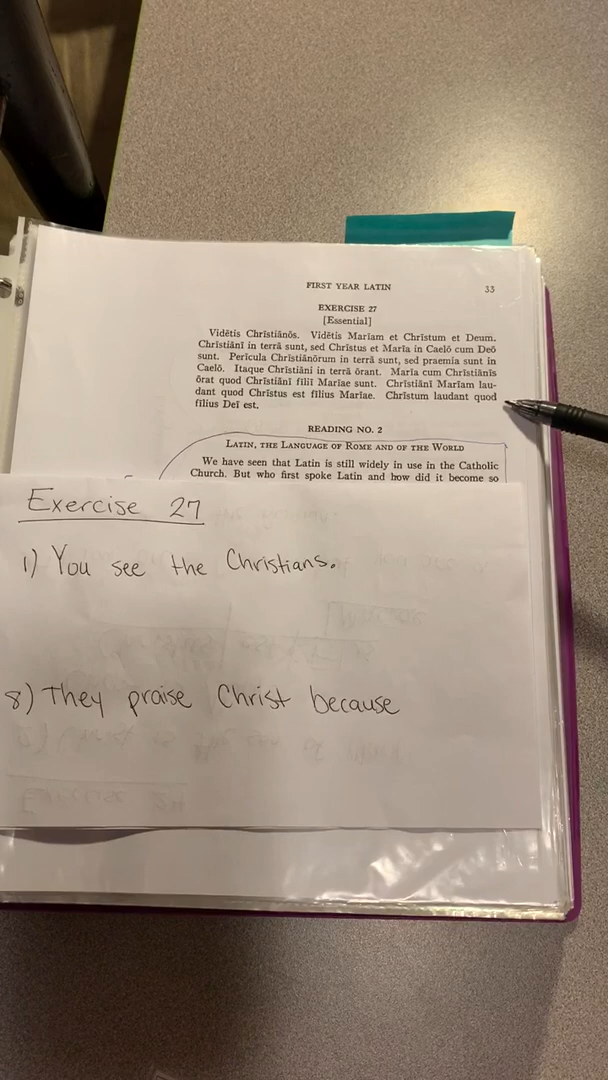 FIRST YEAR LATIN 33
EXERCISE 27
[Essential]
Vidētis Chrīstiānōs. Vidētis Marīam et Chrīstum et Deum.
Chrīstiānī in terrā sunt, sed Chrīstus et Marīa in Caelō cum Deō
sunt. Perīcula Chrīstiānōrum in terrā sunt, sed praemia sunt in
Caelō. Itaque Chrīstiānī in terrā ōrant. Marīa cum Chrīstiānīs
ōrat quod Chrīstiānī fīliī Marīae sunt. Chrīstiānī Marīam lau-
dant quod Chrīstus est fīlius Marīae. Chrīstum laudant quod
fīlius Deī est.
READING NO. 2
LATIN, THE LANGUAGE OF ROME AND OF THE WORLD
We have seen that Latin is still widely in use in the Catholic
Church. But who first spoke Latin and how did it become so
Exercise 27
1) You see the Christians.
8) They praise Christ because